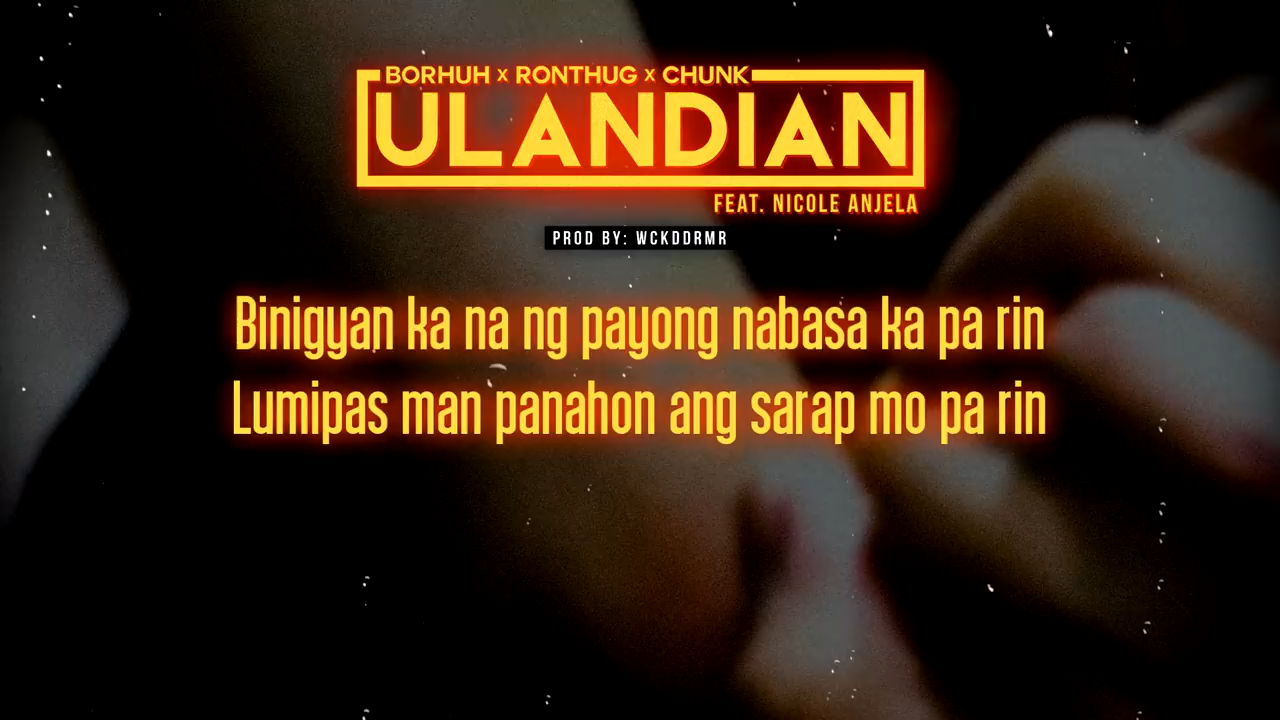 BORHUH x RONTHUG x CHUNK
ULANDIAN
FEAT. NICOLE ANJELA
PROD BY: WCKDDRMR
Binigyan ka na ng payong nabasa ka pa rin
Lumipas man panahon ang sarap mo pa rin